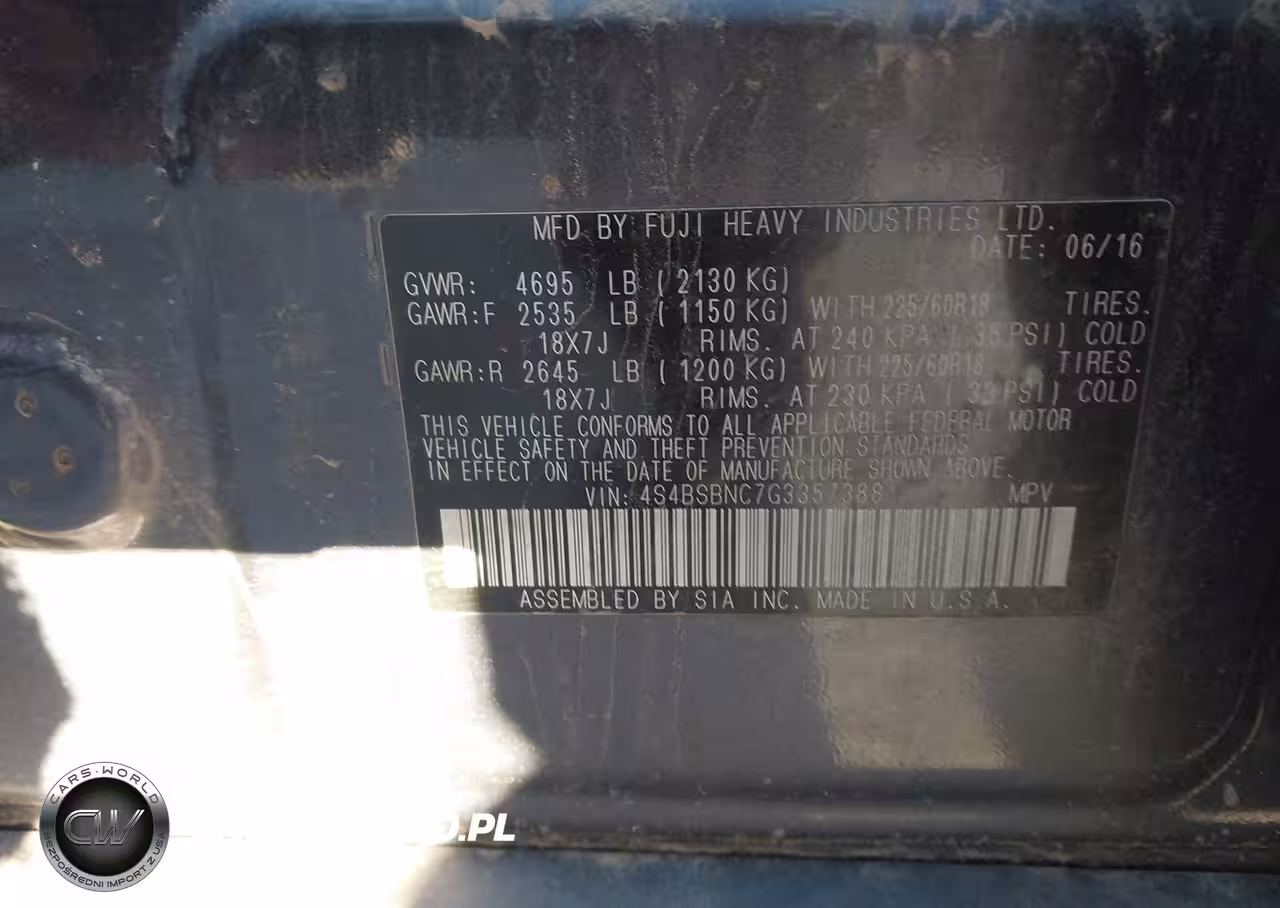 MFD BY FUJI HEAVY INDUSTRIES LTD.
DATE: 06/16
GVWR: 4695 LB ( 2130 KG)
GAWR:F 2535 LB ( 1150 KG) WITH 225/60R18 TIRES.
18X7J RIMS. AT 240 KPA ( 35 PSI) COLD
GAWR:R 2645 LB ( 1200 KG) WITH 225/60R18 TIRES.
18X7J RIMS. AT 230 KPA ( 33 PSI) COLD
THIS VEHICLE CONFORMS TO ALL APPLICABLE FEDERAL MOTOR
VEHICLE SAFETY AND THEFT PREVENTION STANDARDS
IN EFFECT ON THE DATE OF MANUFACTURE SHOWN ABOVE.
VIN: 4S4BSBNC7G3357388 MPV
ASSEMBLED BY SIA INC. MADE IN U.S.A.
CARS-WORLD
CW
BEZPOŚREDNI IMPORT Z USA
.PL